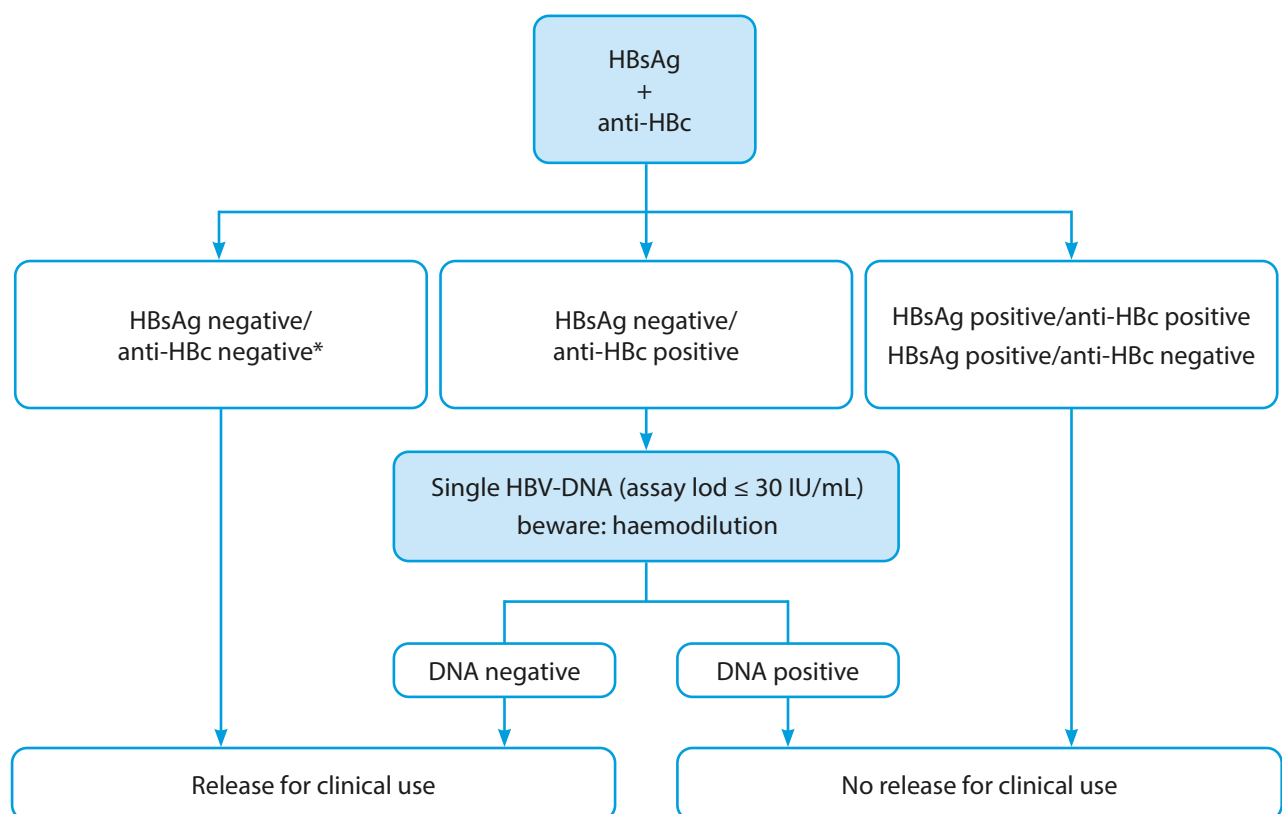 HBsAg
+
anti-HBc
HBsAg negative/
anti-HBc negative*
HBsAg negative/
anti-HBc positive
HBsAg positive/anti-HBc positive
HBsAg positive/anti-HBc negative
Single HBV-DNA (assay lod ≤ 30 IU/mL)
beware: haemodilution
DNA negative
DNA positive
Release for clinical use
No release for clinical use